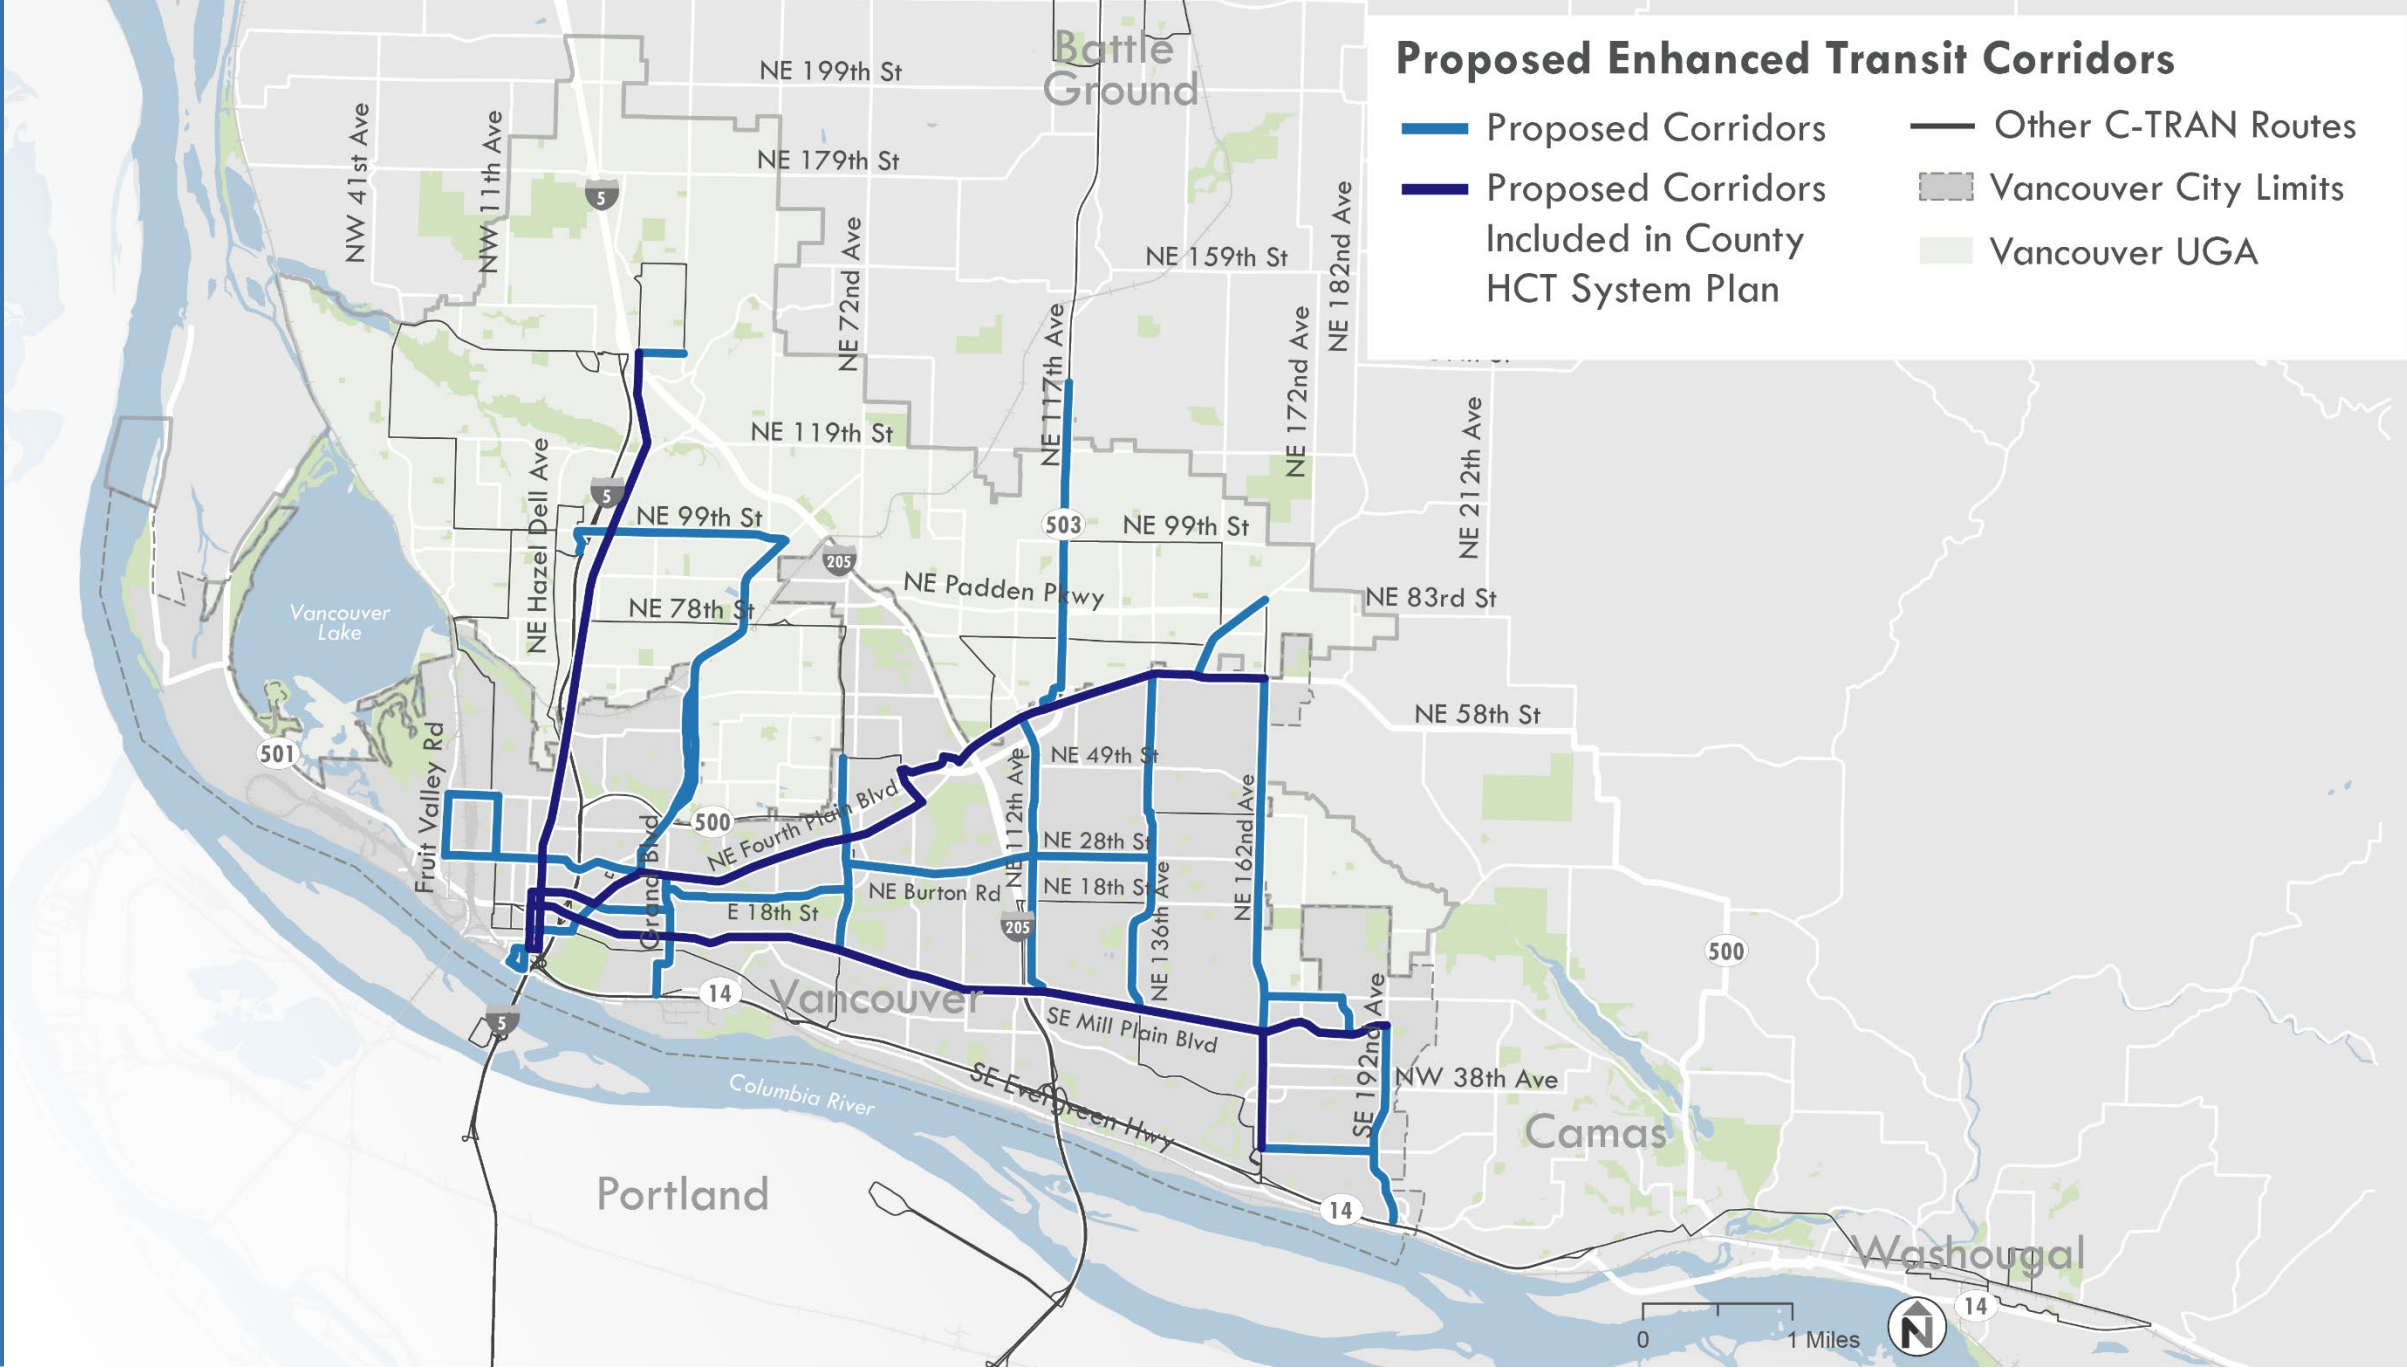 Proposed Enhanced Transit Corridors
Proposed Corridors
Proposed Corridors
Included in County
HCT System Plan
Other C-TRAN Routes
Vancouver City Limits
Vancouver UGA
Battle
Ground
NE 199th St
NW 41st Ave
NW 11th Ave
NE 179th St
5
NE 72nd Ave
NE 159th St
NE 182nd Ave
NE 117th Ave
NE 172nd Ave
NE 119th St
NE 212th Ave
NE Hazel Dell Ave
5
NE 99th St
503
NE 99th St
205
NE Padden Pkwy
NE 83rd St
NE 78th St
Vancouver
Lake
NE 58th St
501
Fruit Valley Rd
NE 49th St
NE 112th Ave
NE 162nd Ave
500
NE Fourth Plain Blvd
Grand Blvd
NE 28th St
NE 18th St
NE Burton Rd
E 18th St
NE 136th Ave
205
500
14
Vancouver
SE Mill Plain Blvd
SE 192nd Ave
5
NW 38th Ave
SE Evergreen Hwy
Columbia River
Camas
Portland
14
Washougal
14
0
1 Miles
N